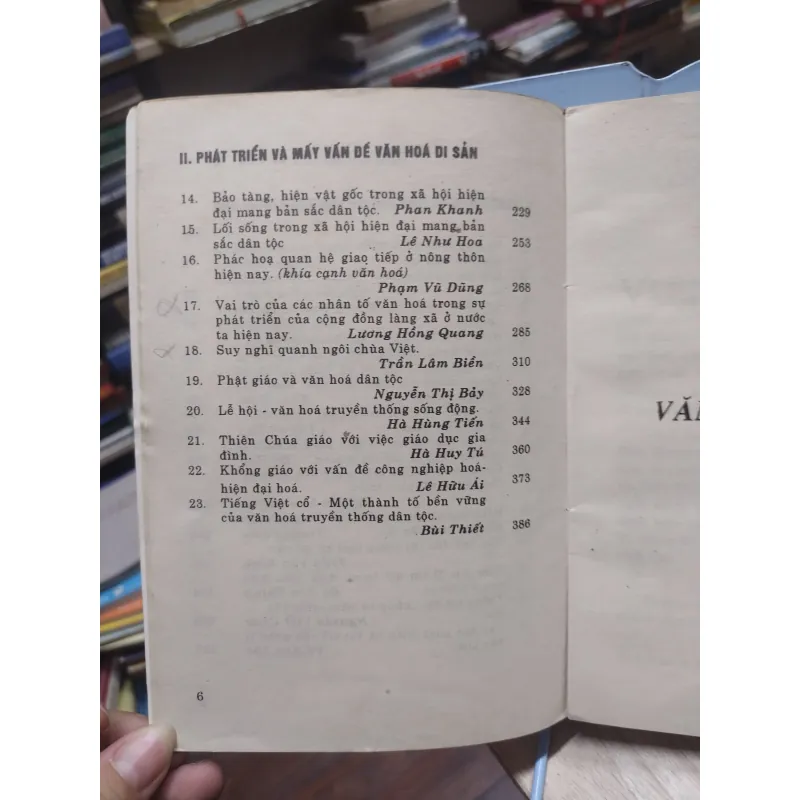 II. PHÁT TRIỂN VÀ MẤY VẤN ĐỀ VĂN HOÁ DI SẢN
14. Bảo tàng, hiện vật gốc trong xã hội hiện
đại mang bản sắc dân tộc. Phan Khanh 229
15. Lối sống trong xã hội hiện đại mang bản
sắc dân tộc Lê Như Hoa 253
16. Phác hoạ quan hệ giao tiếp ở nông thôn
hiện nay. (khía cạnh văn hoá)
Phạm Vũ Dũng 268
17. Vai trò của các nhân tố văn hoá trong sự
phát triển của cộng đồng làng xã ở nước
ta hiện nay. Lương Hồng Quang 285
18. Suy nghĩ quanh ngôi chùa Việt.
Trần Lâm Biền 310
19. Phật giáo và văn hoá dân tộc
Nguyễn Thị Bảy 328
20. Lễ hội - văn hoá truyền thống sống động.
Hà Hùng Tiến 344
21. Thiên Chúa giáo với việc giáo dục gia
đình. Hà Huy Tú 360
22. Khổng giáo với vấn đề công nghiệp hoá-
hiện đại hoá. Lê Hữu Ái 373
23. Tiếng Việt cổ - Một thành tố bền vững
của văn hoá truyền thống dân tộc.
Bùi Thiết 386
6